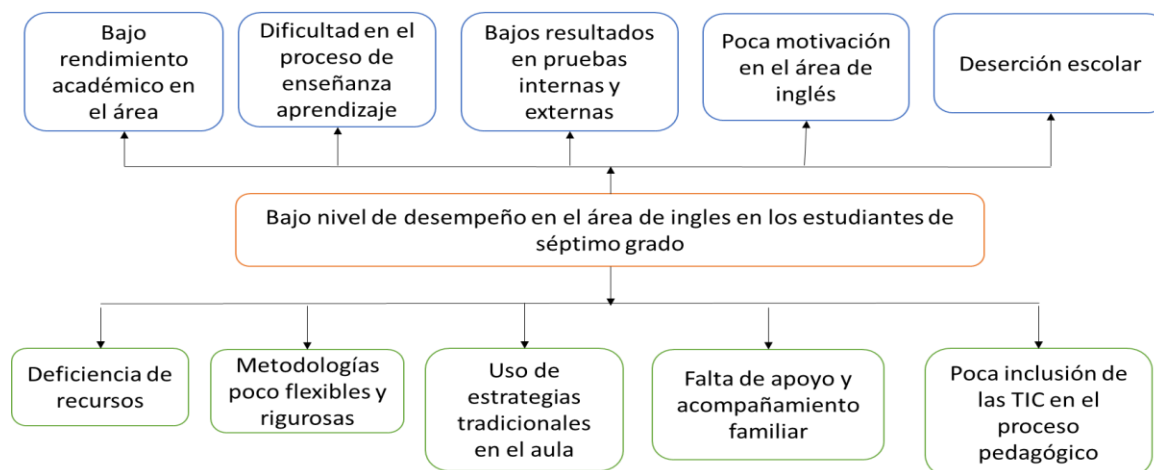 Bajo
rendimiento
académico en
el área
Dificultad en el
proceso de
enseñanza
aprendizaje
Bajos resultados
en pruebas
internas y
externas
Poca motivación
en el área de
inglés
Deserción escolar
Bajo nivel de desempeño en el área de ingles en los estudiantes de
séptimo grado
Deficiencia de
recursos
Metodologías
poco flexibles y
rigurosas
Uso de
estrategias
tradicionales
en el aula
Falta de apoyo y
acompañamiento
familiar
Poca inclusión de
las TIC en el
proceso
pedagógico